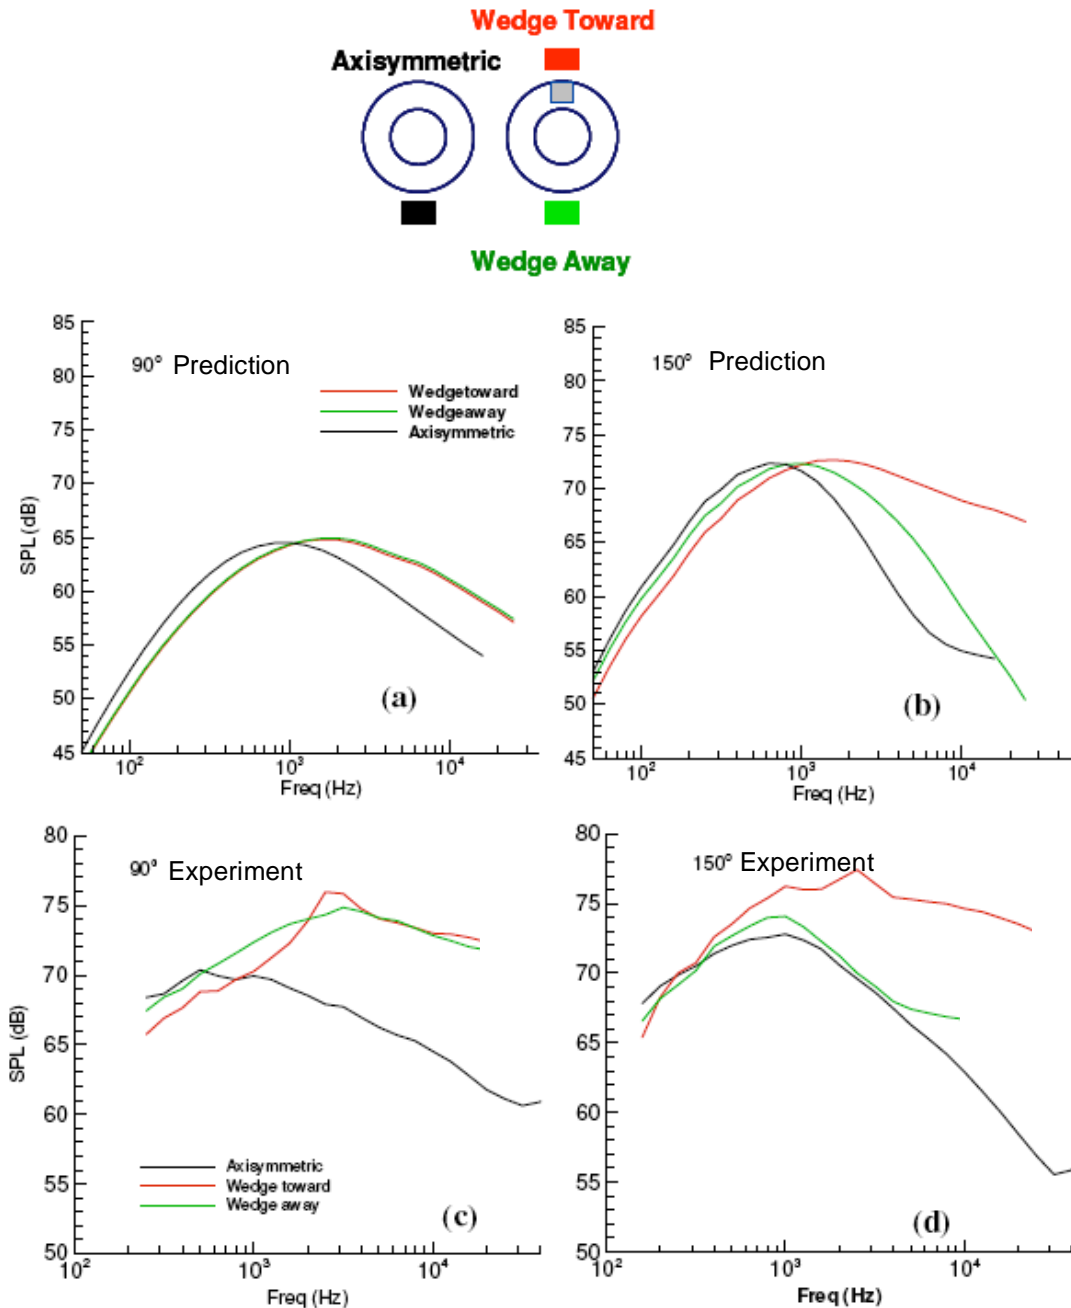 Wedge Toward
Axisymmetric
Wedge Away
85
80
75
70
65
60
55
50
45
SPL (dB)
90° Prediction
Wedgetoward
Wedgeaway
Axisymmetric
(a)
10² 10³ 10⁴
Freq (Hz)
85
80
75
70
65
60
55
50
45
150° Prediction
(b)
10² 10³ 10⁴
Freq (Hz)
80
75
70
65
60
55
50
SPL (dB)
90° Experiment
Axisymmetric
Wedge toward
Wedge away
(c)
10² 10³ 10⁴
Freq (Hz)
80
75
70
65
60
55
50
150° Experiment
(d)
10² 10³ 10⁴
Freq (Hz)